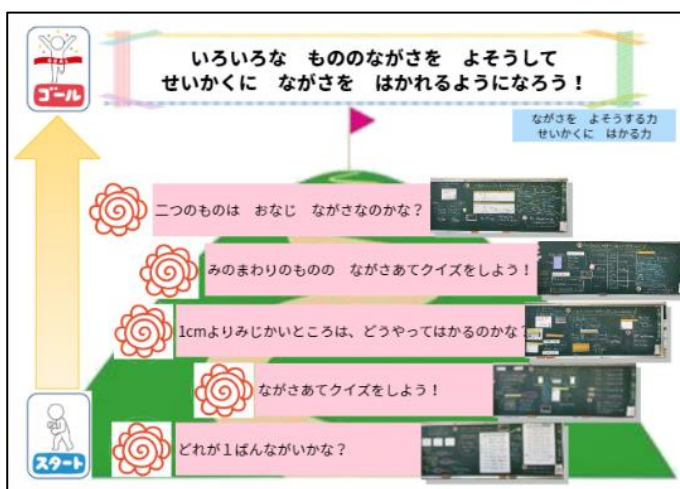 いろいろな もののながさを よそうして
せいかくに ながさを はかれるようになろう！
GOAL
ゴール
ながさを よそうする力
せいかくに はかる力
二つのものは おなじ ながさなのかな？
みのまわりのものの ながさあてクイズをしよう！
1cmよりみじかいところは、どうやってはかるのかな？
ながさあてクイズをしよう！
どれが１ばんながいかな？
スタート